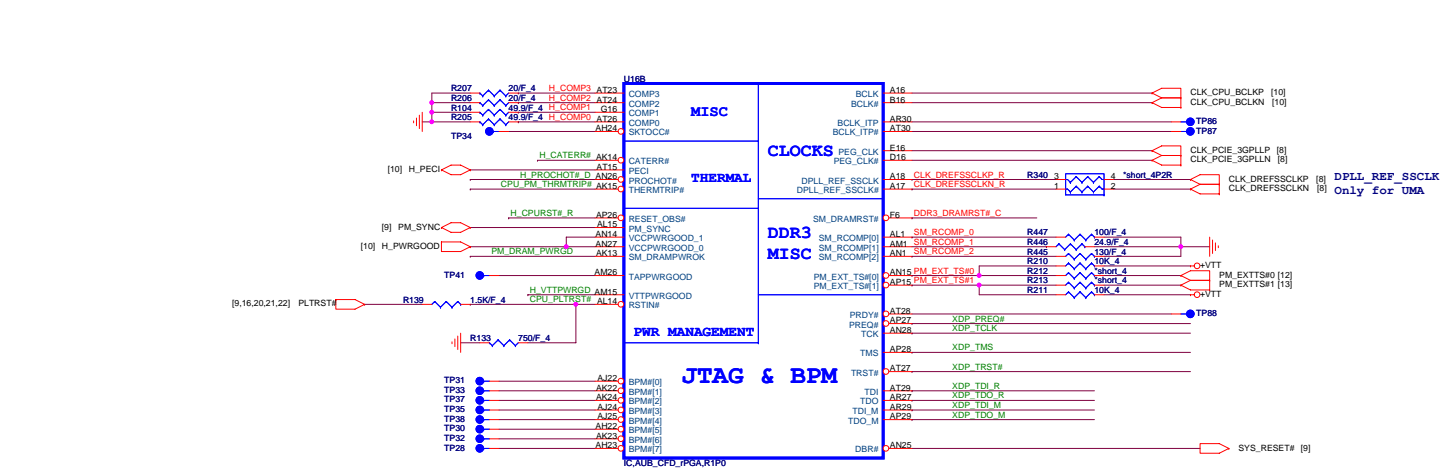 U16B
R207 20/F_4 H_COMP3 AT23 COMP3
R206 20/F_4 H_COMP2 AT24 COMP2
R104 49.9/F_4 H_COMP1 G16 COMP1
R205 49.9/F_4 H_COMP0 AT26 COMP0
TP34 AH24 SKTOCC#
MISC
H_CATERR# AK14 CATERR#
[10] H_PECI AT15 PECI
H_PROCHOT#_D AN26 PROCHOT#
CPU_PM_THRMTRIP# AK15 THERMTRIP#
THERMAL
H_CPURST#_R AP26 RESET_OBS#
[9] PM_SYNC AL15 PM_SYNC
AN14 VCCPWRGOOD_1
[10] H_PWRGOOD AN27 VCCPWRGOOD_0
PM_DRAM_PWRGD AK13 SM_DRAMPWROK
TP41 AM26 TAPPWRGOOD
H_VTTPWRGD AM15 VTTPWRGOOD
[9,16,20,21,22] PLTRST# R139 1.5K/F_4 CPU_PLTRST# AL14 RSTIN#
R133 750/F_4
PWR MANAGEMENT
TP31 AJ22 BPM#[0]
TP33 AK22 BPM#[1]
TP37 AK24 BPM#[2]
TP35 AJ24 BPM#[3]
TP38 AJ25 BPM#[4]
TP30 AH22 BPM#[5]
TP32 AK23 BPM#[6]
TP28 AH23 BPM#[7]
JTAG & BPM
IC,AUB_CFD_rPGA,R1P0
CLOCKS
BCLK A16 CLK_CPU_BCLKP [10]
BCLK# B16 CLK_CPU_BCLKN [10]
BCLK_ITP AR30 TP86
BCLK_ITP# AT30 TP87
PEG_CLK E16 CLK_PCIE_3GPLLP [8]
PEG_CLK# D16 CLK_PCIE_3GPLLN [8]
DPLL_REF_SSCLK A18 CLK_DREFSSCLKP_R R340 3 4 *short_4P2R CLK_DREFSSCLKP [8] DPLL_REF_SSCLK
DPLL_REF_SSCLK# A17 CLK_DREFSSCLKN_R 1 2 CLK_DREFSSCLKN [8] Only for UMA
DDR3
MISC
SM_DRAMRST# F6 DDR3_DRAMRST#_C
SM_RCOMP[0] AL1 SM_RCOMP_0 R447 100/F_4
SM_RCOMP[1] AM1 SM_RCOMP_1 R446 24.9/F_4
SM_RCOMP[2] AN1 SM_RCOMP_2 R445 130/F_4
R210 10K_4 +VTT
PM_EXT_TS#[0] AN15 PM_EXT_TS#0 R212 *short_4 PM_EXTTS#0 [12]
PM_EXT_TS#[1] AP15 PM_EXT_TS#1 R213 *short_4 PM_EXTTS#1 [13]
R211 10K_4 +VTT
PRDY# AT28 TP88
PREQ# AP27 XDP_PREQ#
TCK AN28 XDP_TCLK
TMS AP28 XDP_TMS
TRST# AT27 XDP_TRST#
TDI AT29 XDP_TDI_R
TDO AR27 XDP_TDO_R
TDI_M AR29 XDP_TDI_M
TDO_M AP29 XDP_TDO_M
DBR# AN25 SYS_RESET# [9]